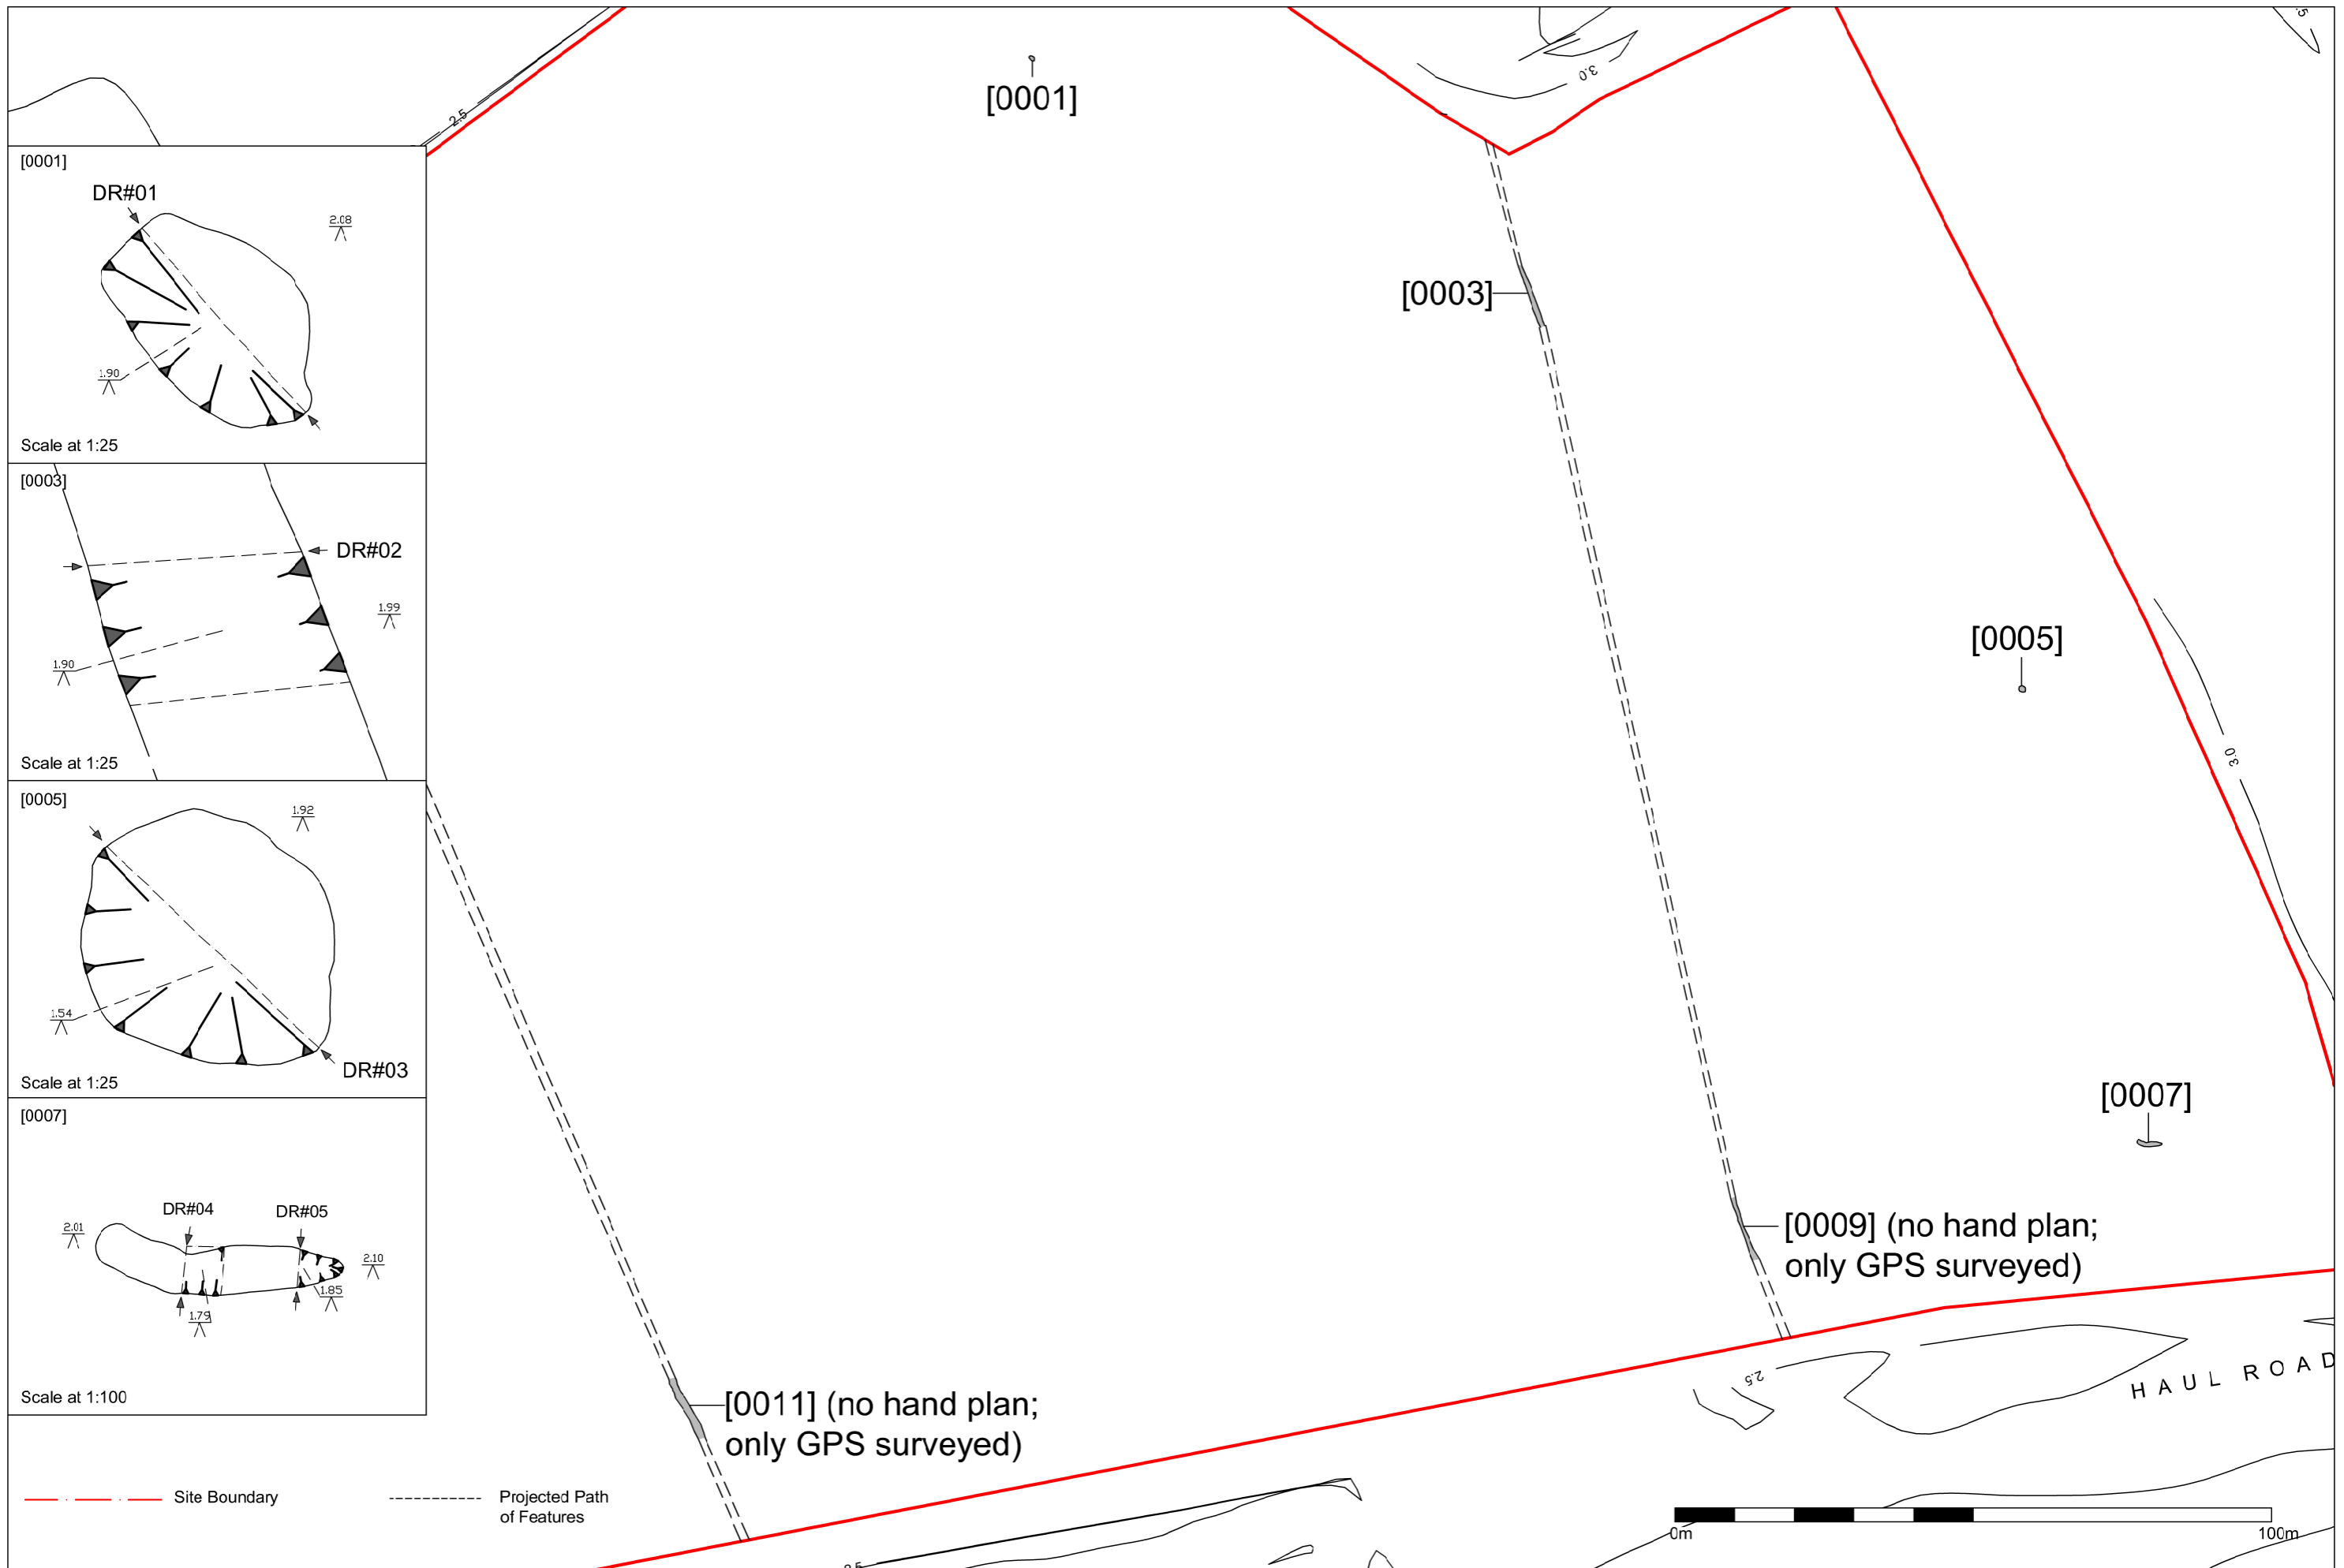 2.5
[0001]
3.0
.5
[0001]
DR#01
2.08
1.90
Scale at 1:25
[0003]
[0003]
DR#02
1.99
1.90
Scale at 1:25
[0005]
3.0
[0005]
1.92
1.54
DR#03
Scale at 1:25
[0007]
[0007]
DR#04
DR#05
2.01
2.10
1.85
1.79
Scale at 1:100
[0009] (no hand plan;
only GPS surveyed)
2.5
HAUL ROAD
[0011] (no hand plan;
only GPS surveyed)
Site Boundary
Projected Path
of Features
0m
100m
2.5